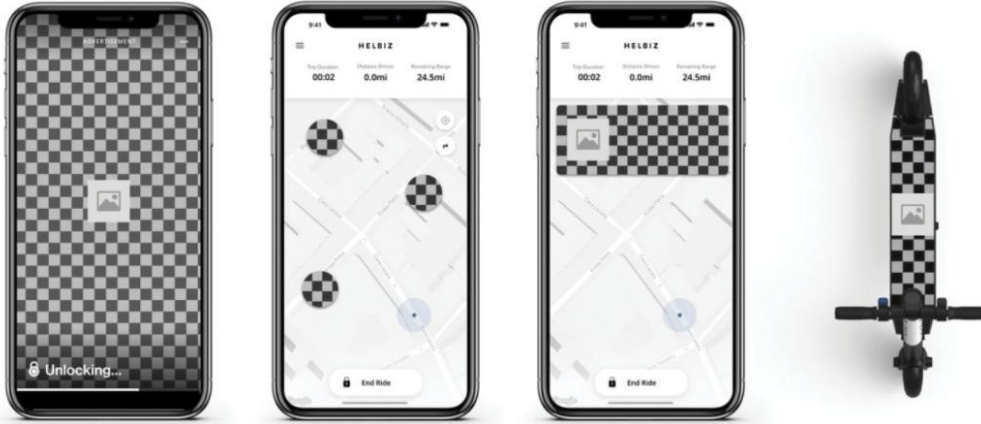 ADVERTISEMENT
Unlocking...
9:41
HELBIZ
Trip Duration
Distance Driven
Remaining Range
00:02
0.0mi
24.5mi
End Ride
9:41
HELBIZ
Trip Duration
Distance Driven
Remaining Range
00:02
0.0mi
24.5mi
End Ride